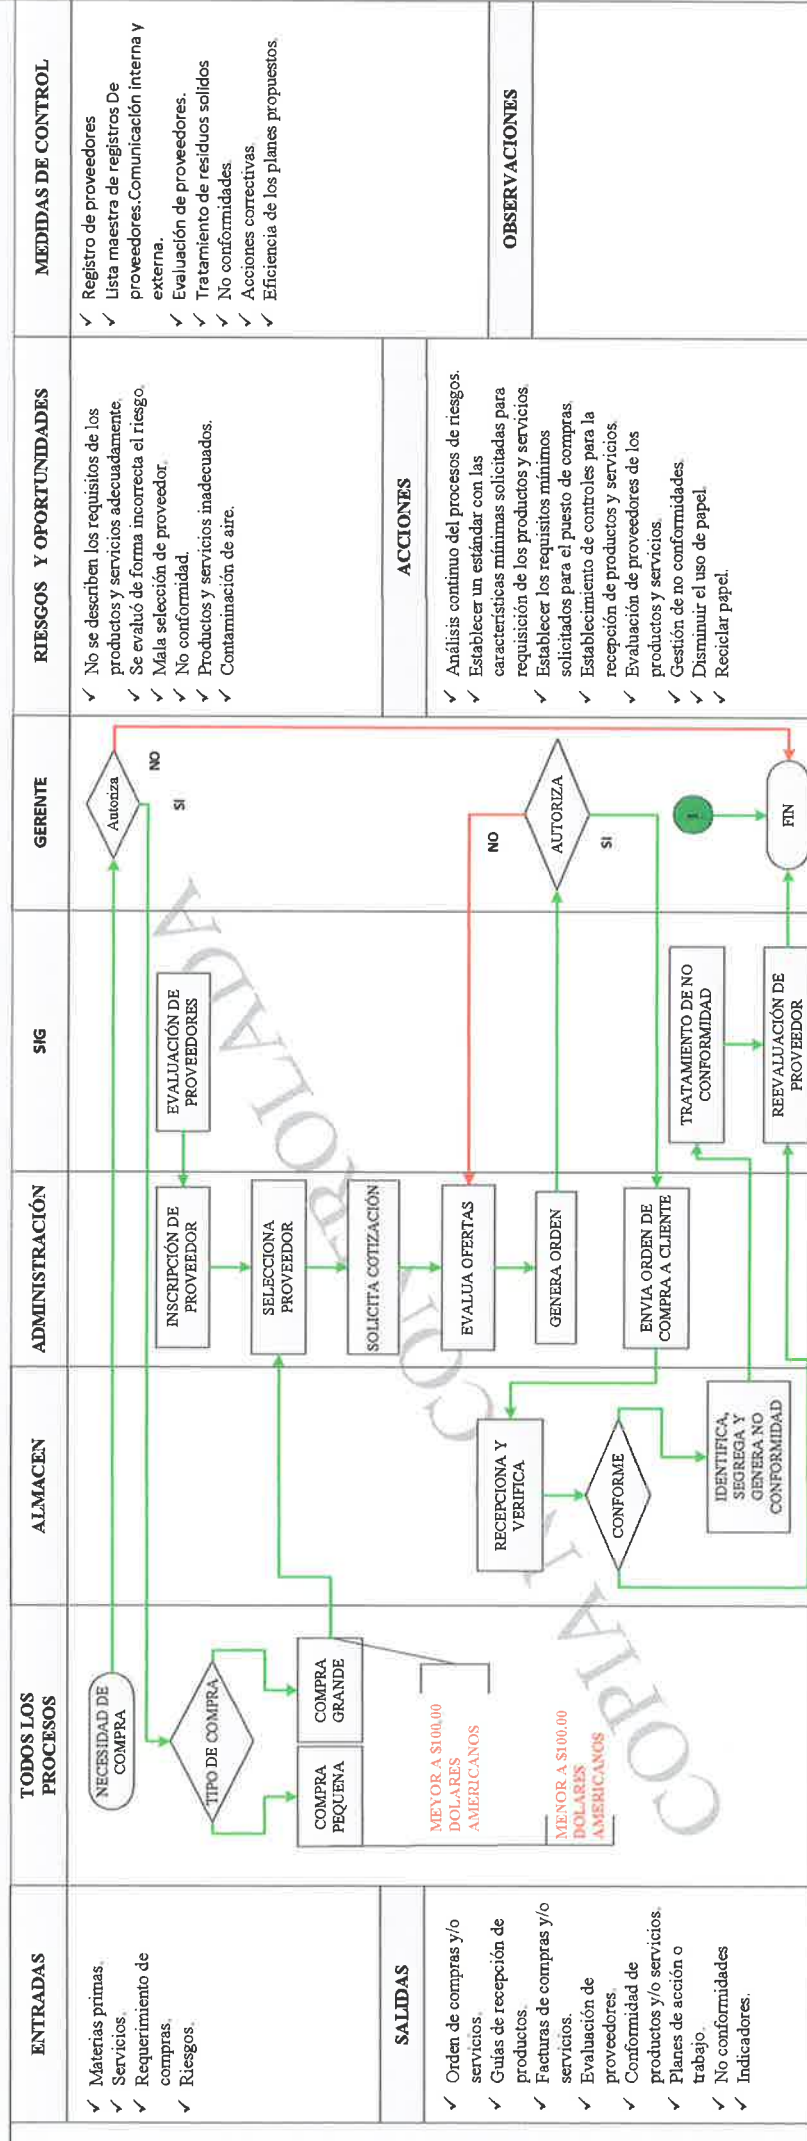 ENTRADAS
✓ Materias primas.
✓ Servicios.
✓ Requerimiento de
compras.
✓ Riesgos.
SALIDAS
✓ Orden de compras y/o
servicios.
✓ Guías de recepción de
productos.
✓ Facturas de compras y/o
servicios.
✓ Evaluación de
proveedores.
✓ Conformidad de
productos y/o servicios.
✓ Planes de acción o
trabajo.
✓ No conformidades
✓ Indicadores.
TODOS LOS
PROCESOS
NECESIDAD DE
COMPRA
TIPO DE COMPRA
COMPRA
PEQUENA
COMPRA
GRANDE
MEYOR A $100.00
DOLARES
AMERICANOS
MENOR A $100.00
DOLARES
AMERICANOS
ALMACEN
RECEPCIONA Y
VERIFICA
CONFORME
IDENTIFICA,
SEGREGA Y
GENERA NO
CONFORMIDAD
ADMINISTRACIÓN
INSCRIPCIÓN DE
PROVEEDOR
SELECCIONA
PROVEEDOR
SOLICITA COTIZACIÓN
EVALUA OFERTAS
GENERA ORDEN
ENVIA ORDEN DE
COMPRA A CLIENTE
SIG
EVALUACIÓN DE
PROVEEDORES
TRATAMIENTO DE NO
CONFORMIDAD
REEVALUACIÓN DE
PROVEEDOR
GERENTE
Autoriza
NO
SI
NO
AUTORIZA
SI
1
FIN
RIESGOS Y OPORTUNIDADES
✓ No se describen los requisitos de los
productos y servicios adecuadamente.
✓ Se evaluó de forma incorrecta el riesgo.
✓ Mala selección de proveedor.
✓ No conformidad.
✓ Productos y servicios inadecuados.
✓ Contaminación de aire.
ACCIONES
✓ Análisis continuo del procesos de riesgos.
✓ Establecer un estándar con las
características mínimas solicitadas para
requisición de los productos y servicios.
✓ Establecer los requisitos mínimos
solicitados para el puesto de compras.
✓ Establecimiento de controles para la
recepción de productos y servicios.
✓ Evaluación de proveedores de los
productos y servicios.
✓ Gestión de no conformidades.
✓ Disminuir el uso de papel.
✓ Reciclar papel.
MEDIDAS DE CONTROL
✓ Registro de proveedores
✓ Lista maestra de registros De
proveedores.Comunicación interna y
externa.
✓ Evaluación de proveedores.
✓ Tratamiento de residuos solidos
✓ No conformidades.
✓ Acciones correctivas.
✓ Eficiencia de los planes propuestos.
OBSERVACIONES
COPIA NO CONTROLADA